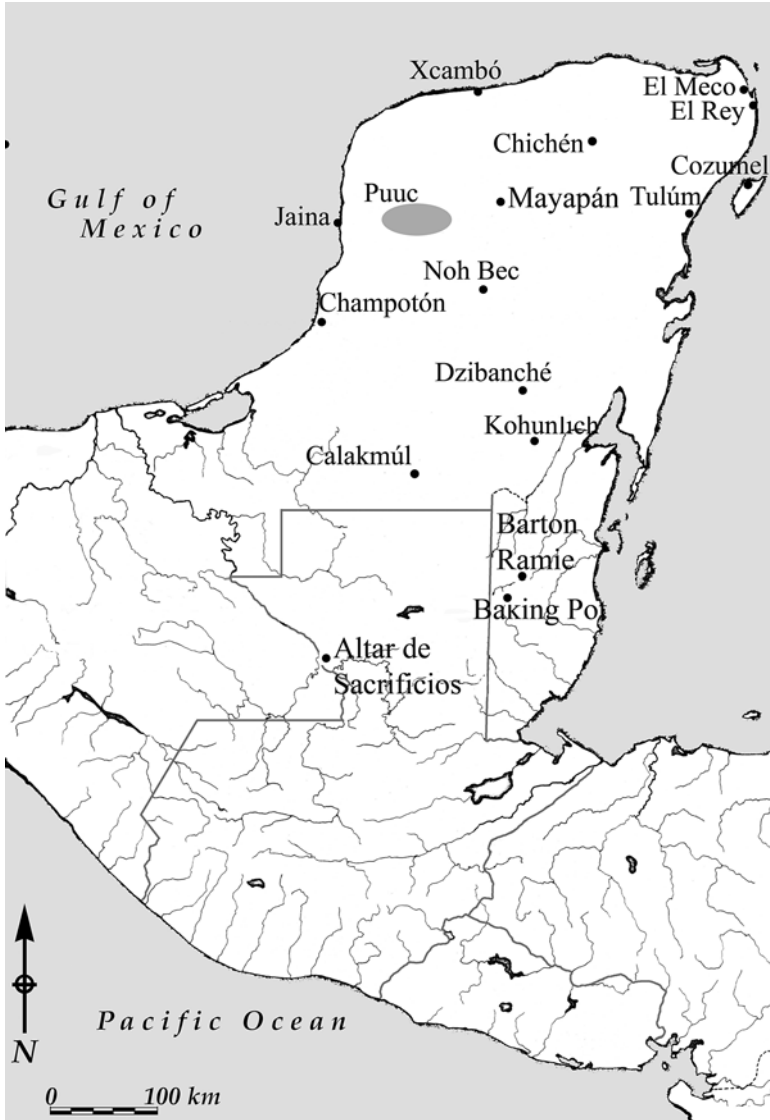 Xcambó
El Meco
El Rey
Chichén
Cozumel
Gulf of
Mexico
Puuc
Mayapán
Tulúm
Jaina
Noh Bec
Champotón
Dzibanché
Kohunlich
Calakmúl
Barton
Ramie
Baking Po
Altar de
Sacrificios
Pacific Ocean
N
0 100 km